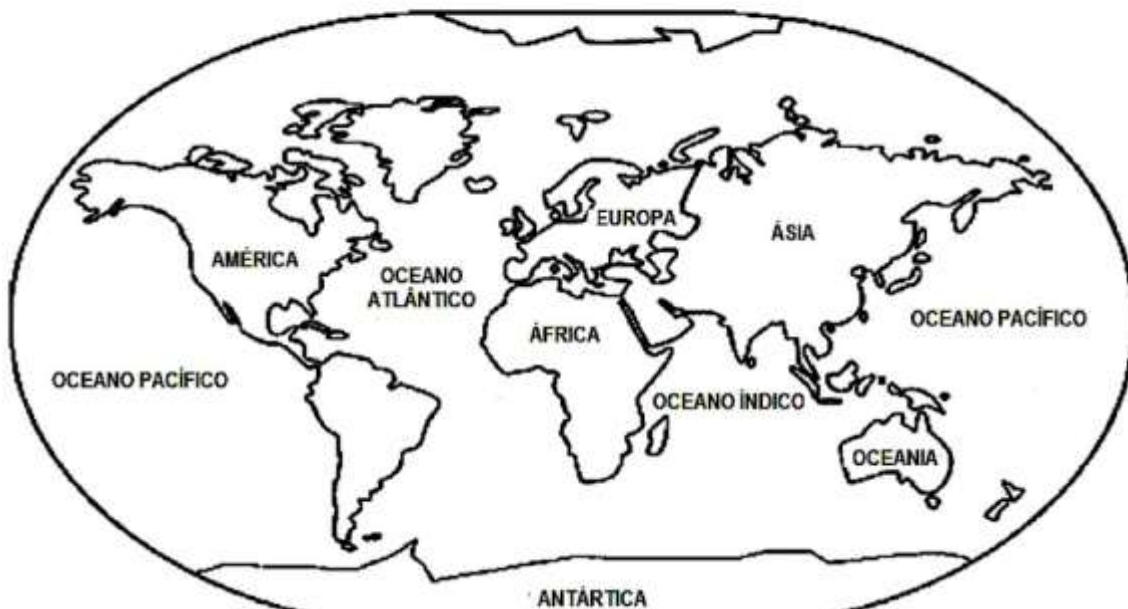 EUROPA
ÁSIA
AMÉRICA
OCEANO
ATLÂNTICO
OCEANO PACÍFICO
ÁFRICA
OCEANO PACÍFICO
OCEANO ÍNDICO
OCEANIA
ANTÁRTICA